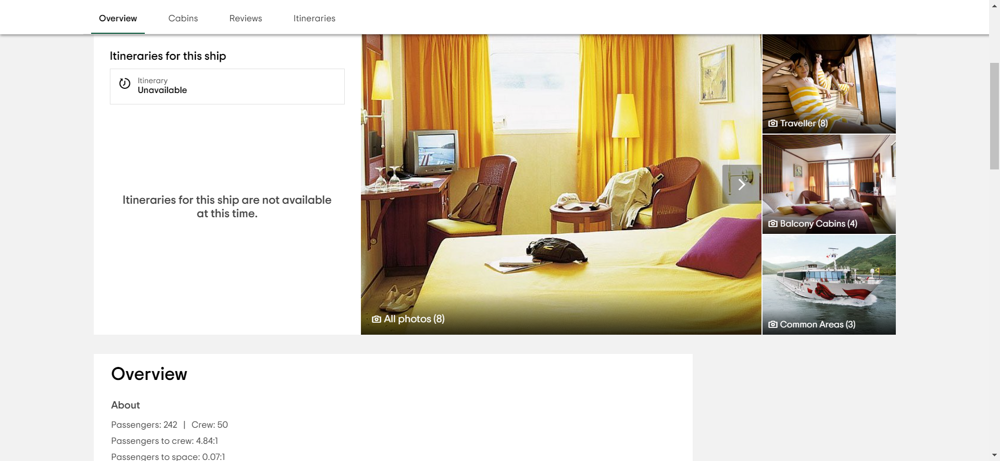 Overview
Cabins
Reviews
Itineraries
Itineraries for this ship
Itinerary
Unavailable
Itineraries for this ship are not available
at this time.
All photos (8)
Traveller (8)
Balcony Cabins (4)
Common Areas (3)
Overview
About
Passengers: 242 | Crew: 50
Passengers to crew: 4.84:1
Passengers to space: 0.07:1